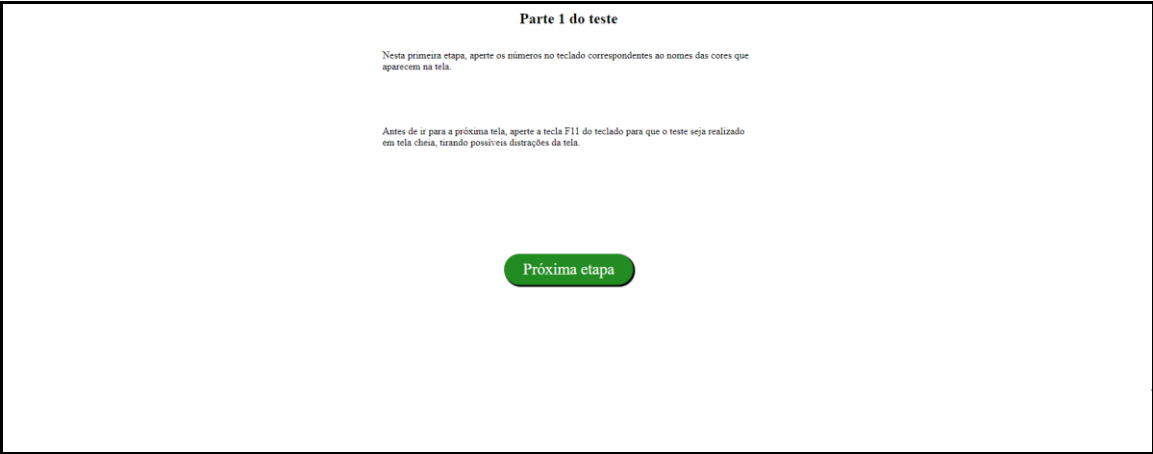 Parte 1 do teste
Nesta primeira etapa, aperte os números no teclado correspondentes ao nomes das cores que
aparecem na tela.
Antes de ir para a próxima tela, aperte a tecla F11 do teclado para que o teste seja realizado
em tela cheia, tirando possíveis distrações da tela.
Próxima etapa